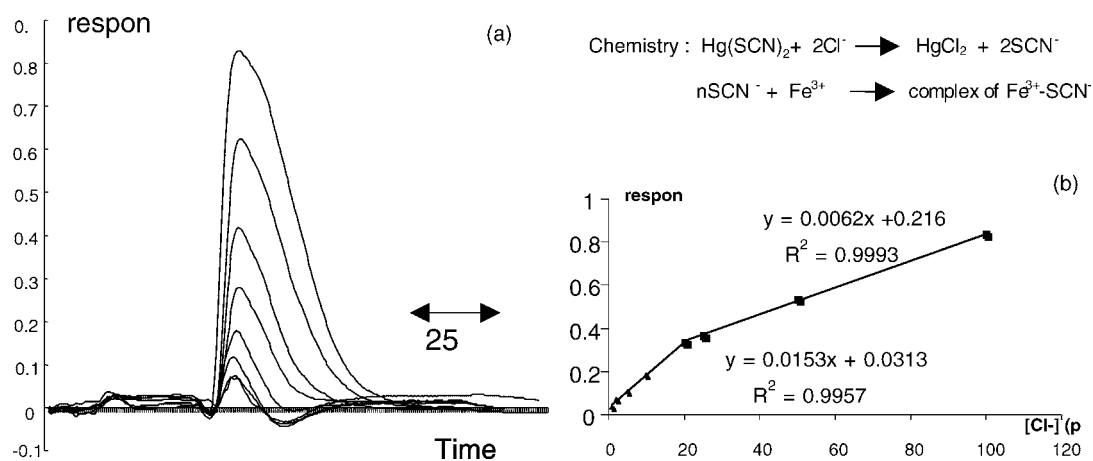 respon
(a)
0.
0.8
0.7
0.6
0.5
0.4
0.3
0.2
0.1
0
-0.1
25
Time
Chemistry : Hg(SCN)₂+ 2Cl⁻ → HgCl₂ + 2SCN⁻
nSCN⁻ + Fe³⁺ → complex of Fe³⁺-SCN⁻
(b)
respon
1
0.8
0.6
0.4
0.2
0
y = 0.0062x +0.216
R² = 0.9993
y = 0.0153x + 0.0313
R² = 0.9957
0 20 40 60 80 100 120
[Cl-] (p